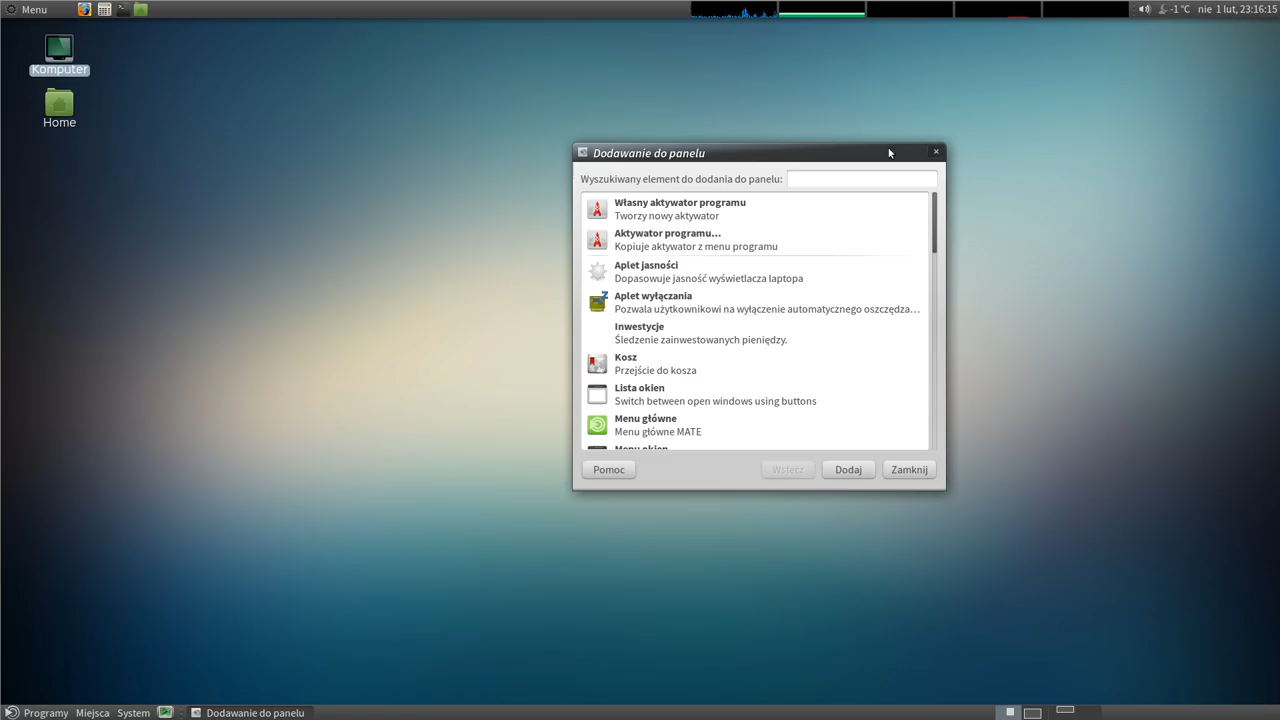 Menu
-1 °C nie 1 lut, 23:16:15
Komputer
Home
Dodawanie do panelu
Wyszukiwany element do dodania do panelu:
Własny aktywator programu
Tworzy nowy aktywator
Aktywator programu...
Kopiuje aktywator z menu programu
Aplet jasności
Dopasowuje jasność wyświetlacza laptopa
Aplet wyłączania
Pozwala użytkownikowi na wyłączenie automatycznego oszczędza...
Inwestycje
Śledzenie zainwestowanych pieniędzy.
Kosz
Przejście do kosza
Lista okien
Switch between open windows using buttons
Menu główne
Menu główne MATE
Menu okien
Pomoc Wstecz Dodaj Zamknij
Programy Miejsca System Dodawanie do panelu